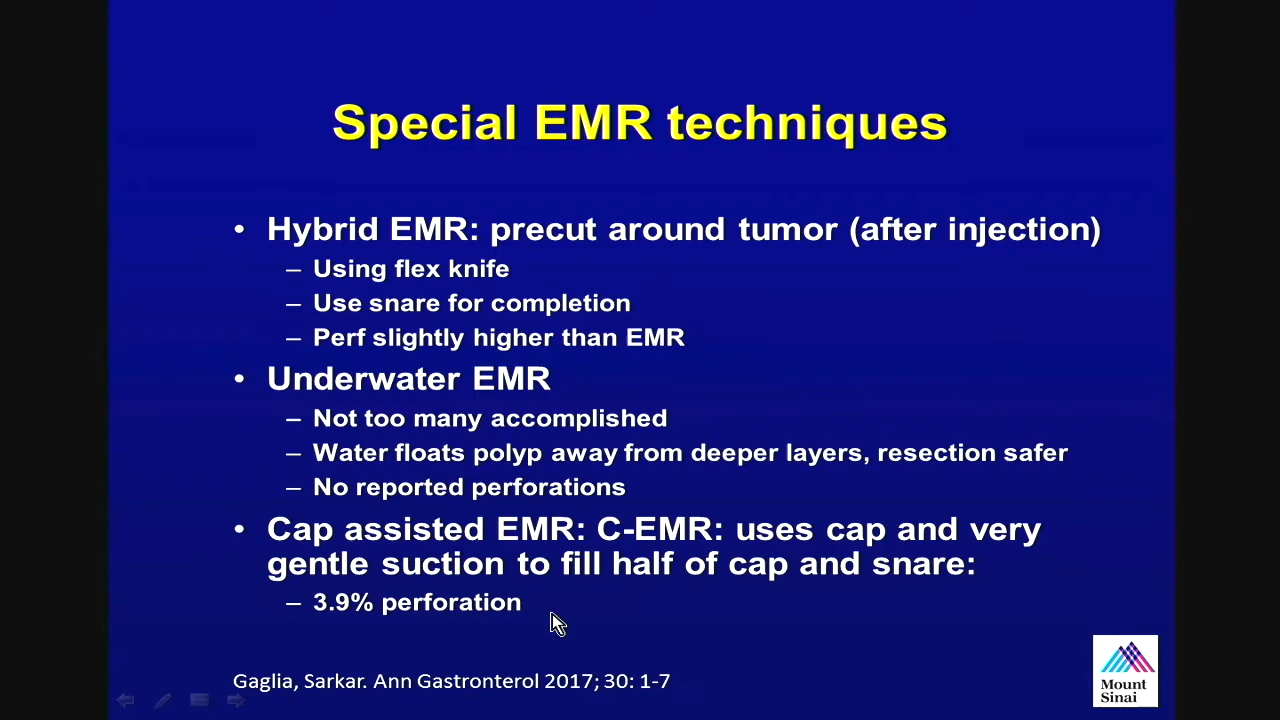 Special EMR techniques
• Hybrid EMR: precut around tumor (after injection)
– Using flex knife
– Use snare for completion
– Perf slightly higher than EMR
• Underwater EMR
– Not too many accomplished
– Water floats polyp away from deeper layers, resection safer
– No reported perforations
• Cap assisted EMR: C-EMR: uses cap and very
gentle suction to fill half of cap and snare:
– 3.9% perforation
Gaglia, Sarkar. Ann Gastronterol 2017; 30: 1-7
Mount
Sinai